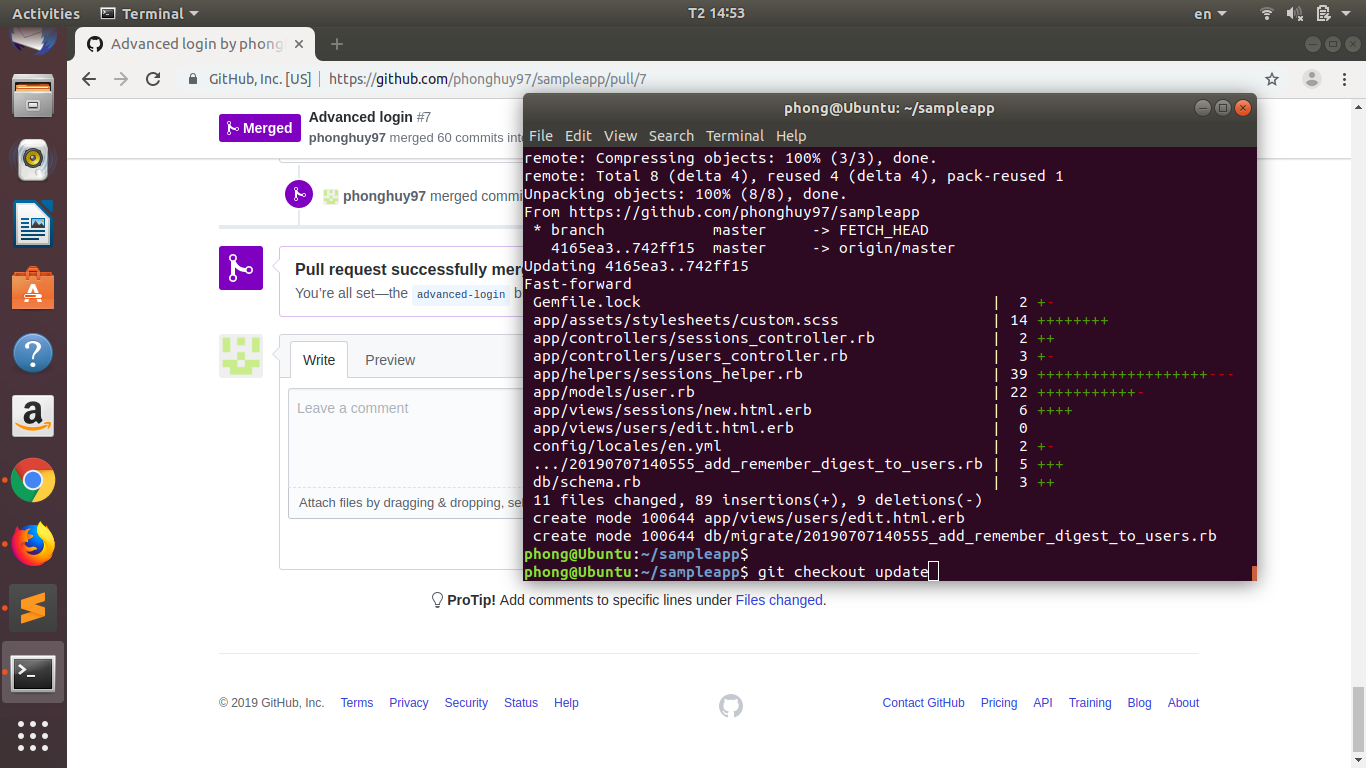 Activities Terminal T2 14:53 en
Advanced login by phong
GitHub, Inc. [US] https://github.com/phonghuy97/sampleapp/pull/7
Merged
Advanced login #7
phonghuy97 merged 60 commits into
phonghuy97 merged commi
Pull request successfully mer
You're all set—the advanced-login b
Write Preview
Leave a comment
Attach files by dragging & dropping, sel
ProTip! Add comments to specific lines under Files changed.
© 2019 GitHub, Inc. Terms Privacy Security Status Help
Contact GitHub Pricing API Training Blog About
phong@Ubuntu: ~/sampleapp
File Edit View Search Terminal Help
remote: Compressing objects: 100% (3/3), done.
remote: Total 8 (delta 4), reused 4 (delta 4), pack-reused 1
Unpacking objects: 100% (8/8), done.
From https://github.com/phonghuy97/sampleapp
 * branch            master     -> FETCH_HEAD
   4165ea3..742ff15  master     -> origin/master
Updating 4165ea3..742ff15
Fast-forward
 Gemfile.lock                                       |  2 +-
 app/assets/stylesheets/custom.scss                 | 14 ++++++++
 app/controllers/sessions_controller.rb             |  2 ++
 app/controllers/users_controller.rb                |  3 +-
 app/helpers/sessions_helper.rb                     | 39 +++++++++++++++++++---
 app/models/user.rb                                 | 22 +++++++++++-
 app/views/sessions/new.html.erb                    |  6 ++++
 app/views/users/edit.html.erb                      |  0
 config/locales/en.yml                              |  2 +-
 .../20190707140555_add_remember_digest_to_users.rb |  5 +++
 db/schema.rb                                       |  3 ++
 11 files changed, 89 insertions(+), 9 deletions(-)
 create mode 100644 app/views/users/edit.html.erb
 create mode 100644 db/migrate/20190707140555_add_remember_digest_to_users.rb
phong@Ubuntu:~/sampleapp$
phong@Ubuntu:~/sampleapp$ git checkout update